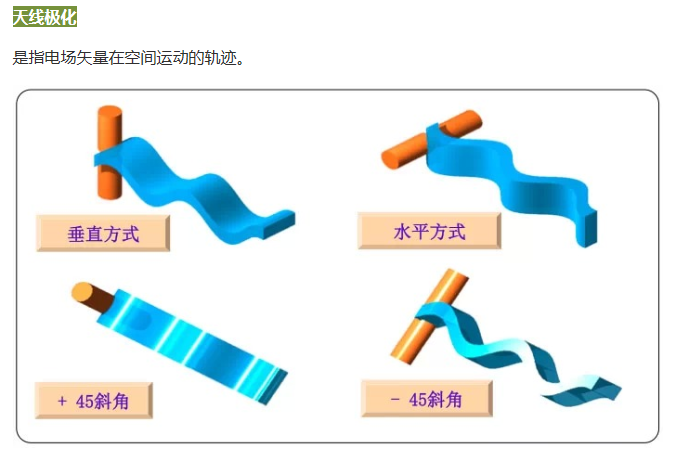 天线极化
是指电场矢量在空间运动的轨迹。
垂直方式
水平方式
+ 45斜角
- 45斜角